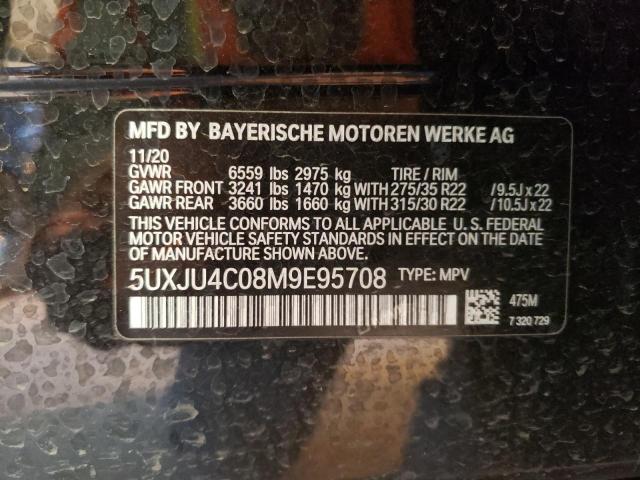 MFD BY BAYERISCHE MOTOREN WERKE AG
11/20
GVWR 6559 lbs 2975 kg TIRE / RIM
GAWR FRONT 3241 lbs 1470 kg WITH 275/35 R22 /9.5J x 22
GAWR REAR 3660 lbs 1660 kg WITH 315/30 R22 /10.5J x 22
THIS VEHICLE CONFORMS TO ALL APPLICABLE U. S. FEDERAL
MOTOR VEHICLE SAFETY STANDARDS IN EFFECT ON THE DATE
OF MANUFACTURE SHOWN ABOVE.
5UXJU4C08M9E95708 TYPE: MPV
475M
7 320 729